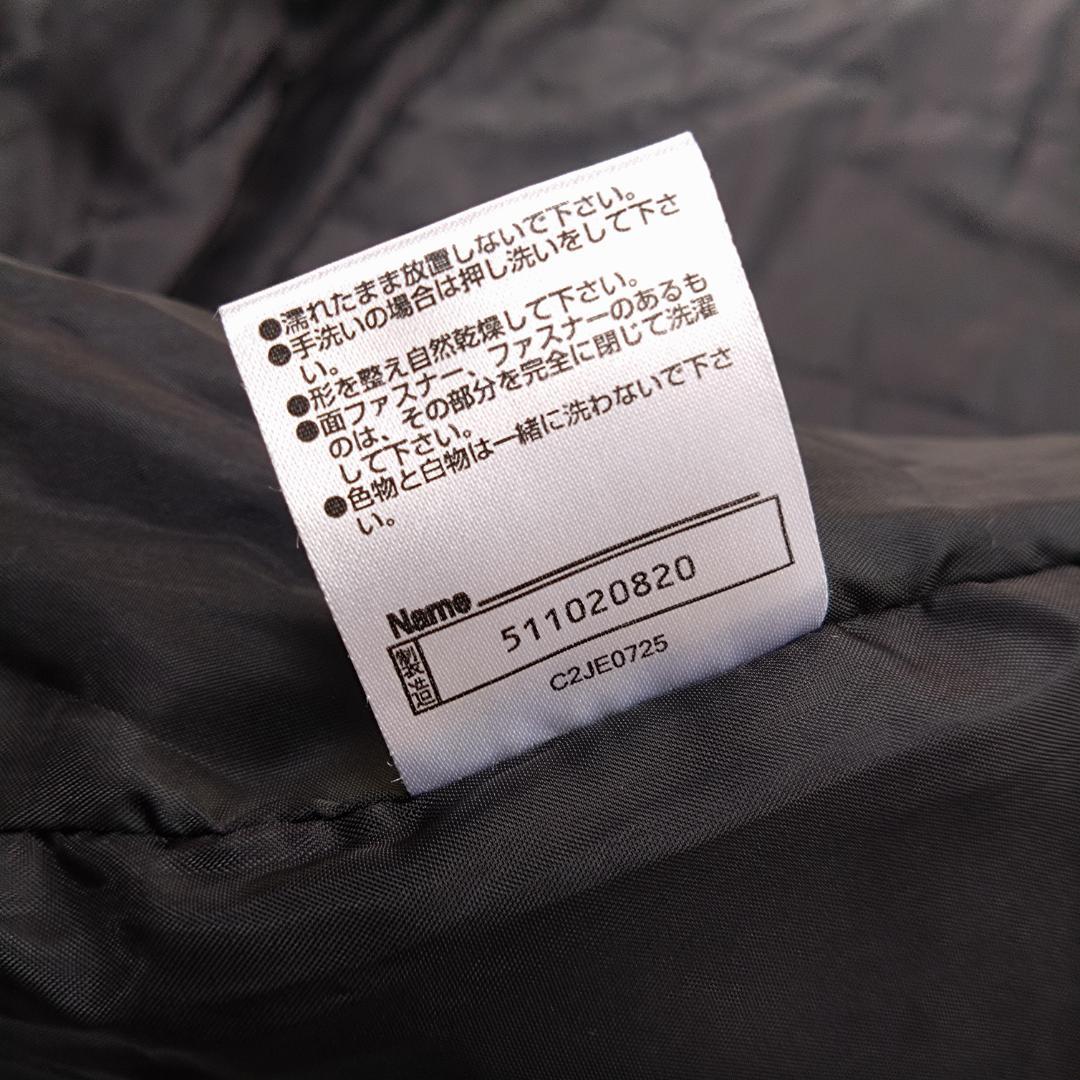 ●濡れたまま放置しないで下さい。
●手洗いの場合は押し洗いをして下さ
い。
●形を整え自然乾燥して下さい。
●面ファスナー、ファスナーのあるも
のは、その部分を完全に閉じて洗濯
して下さい。
●色物と白物は一緒に洗わないで下さ
い。
Name
製造 511020820
C2JE0725